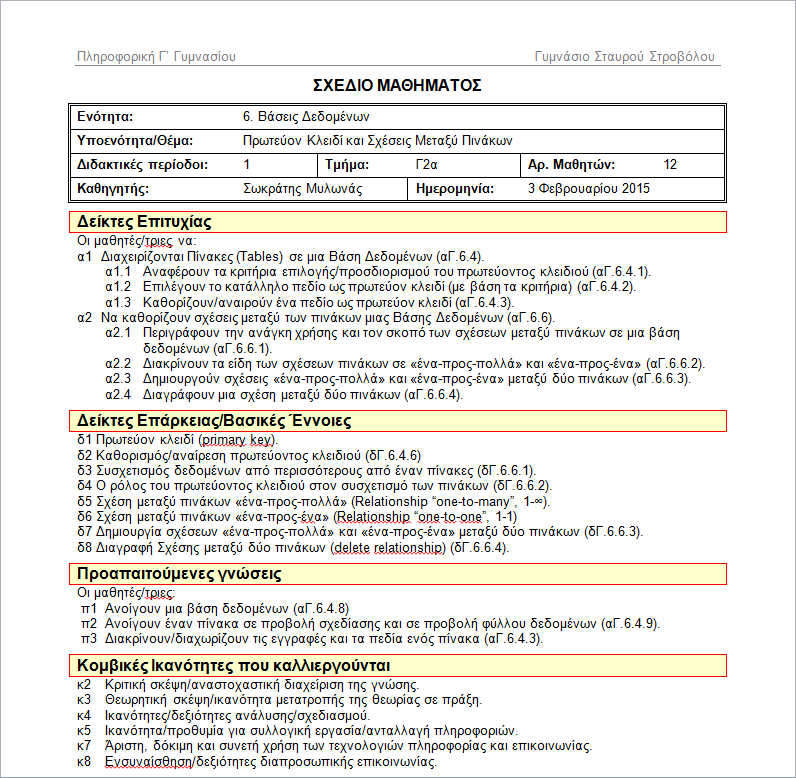 Πληροφορική Γ' Γυμνασίου Γυμνάσιο Σταυρού Στροβόλου
ΣΧΕΔΙΟ ΜΑΘΗΜΑΤΟΣ
Ενότητα: 6. Βάσεις Δεδομένων
Υποενότητα/Θέμα: Πρωτεύον Κλειδί και Σχέσεις Μεταξύ Πινάκων
Διδακτικές περίοδοι: 1 Τμήμα: Γ2α Αρ. Μαθητών: 12
Καθηγητής: Σωκράτης Μυλωνάς Ημερομηνία: 3 Φεβρουαρίου 2015
Δείκτες Επιτυχίας
Οι μαθητές/τριες να:
α1 Διαχειρίζονται Πίνακες (Tables) σε μια Βάση Δεδομένων (αΓ.6.4).
α1.1 Αναφέρουν τα κριτήρια επιλογής/προσδιορισμού του πρωτεύοντος κλειδιού (αΓ.6.4.1).
α1.2 Επιλέγουν το κατάλληλο πεδίο ως πρωτεύον κλειδί (με βάση τα κριτήρια) (αΓ.6.4.2).
α1.3 Καθορίζουν/αναιρούν ένα πεδίο ως πρωτεύον κλειδί (αΓ.6.4.3).
α2 Να καθορίζουν σχέσεις μεταξύ των πινάκων μιας Βάσης Δεδομένων (αΓ.6.6).
α2.1 Περιγράφουν την ανάγκη χρήσης και τον σκοπό των σχέσεων μεταξύ πινάκων σε μια βάση
δεδομένων (αΓ.6.6.1).
α2.2 Διακρίνουν τα είδη των σχέσεων πινάκων σε «ένα-προς-πολλά» και «ένα-προς-ένα» (αΓ.6.6.2).
α2.3 Δημιουργούν σχέσεις «ένα-προς-πολλά» και «ένα-προς-ένα» μεταξύ δύο πινάκων (αΓ.6.6.3).
α2.4 Διαγράφουν μια σχέση μεταξύ δύο πινάκων (αΓ.6.6.4).
Δείκτες Επάρκειας/Βασικές Έννοιες
δ1 Πρωτεύον κλειδί (primary key).
δ2 Καθορισμός/αναίρεση πρωτεύοντος κλειδιού (δΓ.6.4.6)
δ3 Συσχετισμός δεδομένων από περισσότερους από έναν πίνακες (δΓ.6.6.1).
δ4 Ο ρόλος του πρωτεύοντος κλειδιού στον συσχετισμό των πινάκων (δΓ.6.6.2).
δ5 Σχέση μεταξύ πινάκων «ένα-προς-πολλά» (Relationship “one-to-many”, 1-∞).
δ6 Σχέση μεταξύ πινάκων «ένα-προς-ένα» (Relationship “one-to-one”, 1-1)
δ7 Δημιουργία σχέσεων «ένα-προς-πολλά» και «ένα-προς-ένα» μεταξύ δύο πινάκων (δΓ.6.6.3).
δ8 Διαγραφή Σχέσης μεταξύ δύο πινάκων (delete relationship) (δΓ.6.6.4).
Προαπαιτούμενες γνώσεις
Οι μαθητές/τριες:
π1 Ανοίγουν μια βάση δεδομένων (αΓ.6.4.8)
π2 Ανοίγουν έναν πίνακα σε προβολή σχεδίασης και σε προβολή φύλλου δεδομένων (αΓ.6.4.9).
π3 Διακρίνουν/διαχωρίζουν τις εγγραφές και τα πεδία ενός πίνακα (αΓ.6.4.3).
Κομβικές Ικανότητες που καλλιεργούνται
κ2 Κριτική σκέψη/αναστοχαστική διαχείριση της γνώσης.
κ3 Θεωρητική σκέψη/ικανότητα μετατροπής της θεωρίας σε πράξη.
κ4 Ικανότητες/δεξιότητες ανάλυσης/σχεδιασμού.
κ5 Ικανότητα/προθυμία για συλλογική εργασία/ανταλλαγή πληροφοριών.
κ7 Άριστη, δόκιμη και συνετή χρήση των τεχνολογιών πληροφορίας και επικοινωνίας.
κ8 Ενσυναίσθηση/δεξιότητες διαπροσωπικής επικοινωνίας.